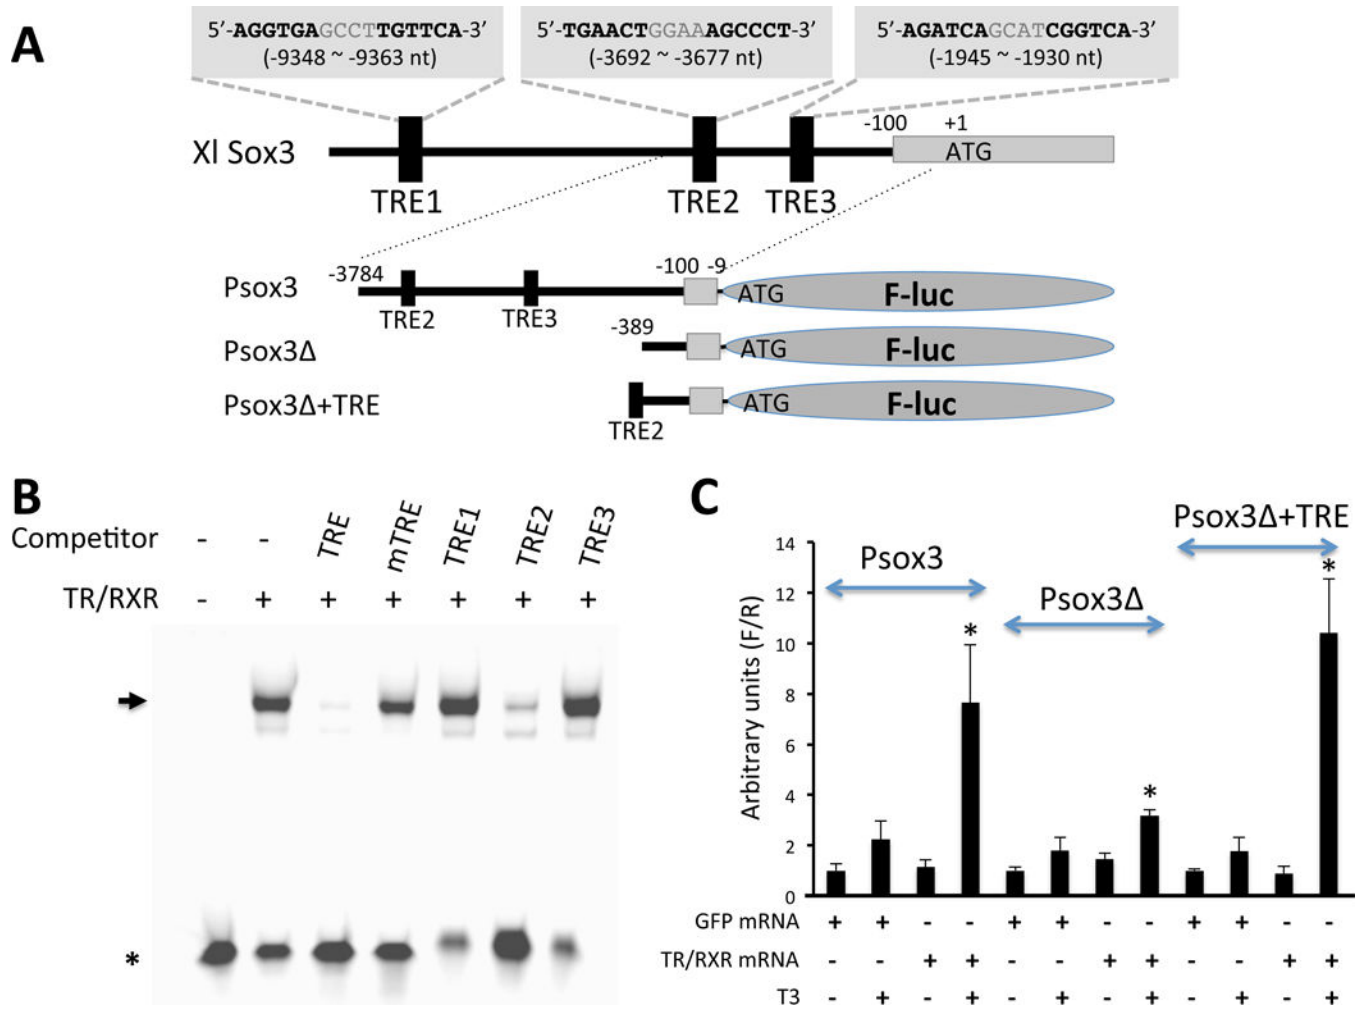 A
5’-AGGTGAGCCTTGTTCA-3’
(-9348 ~ -9363 nt)
5’-TGAACTGGAAAGCCCT-3’
(-3692 ~ -3677 nt)
5’-AGATCAGCATCGGTCA-3’
(-1945 ~ -1930 nt)
Xl Sox3
-100
+1
ATG
TRE1
TRE2
TRE3
Psox3
-3784
-100 -9
ATG
F-luc
TRE2
TRE3
Psox3Δ
-389
ATG
F-luc
Psox3Δ+TRE
ATG
F-luc
TRE2
B
Competitor - - TRE mTRE TRE1 TRE2 TRE3
TR/RXR - + + + + + +
*
C
Psox3
Psox3Δ
Psox3Δ+TRE
* * *
Arbitrary units (F/R)
14
12
10
8
6
4
2
0
GFP mRNA + + - - + + - - + + - -
TR/RXR mRNA - - + + - - + + - - + +
T3 - + - + - + - + - + - +